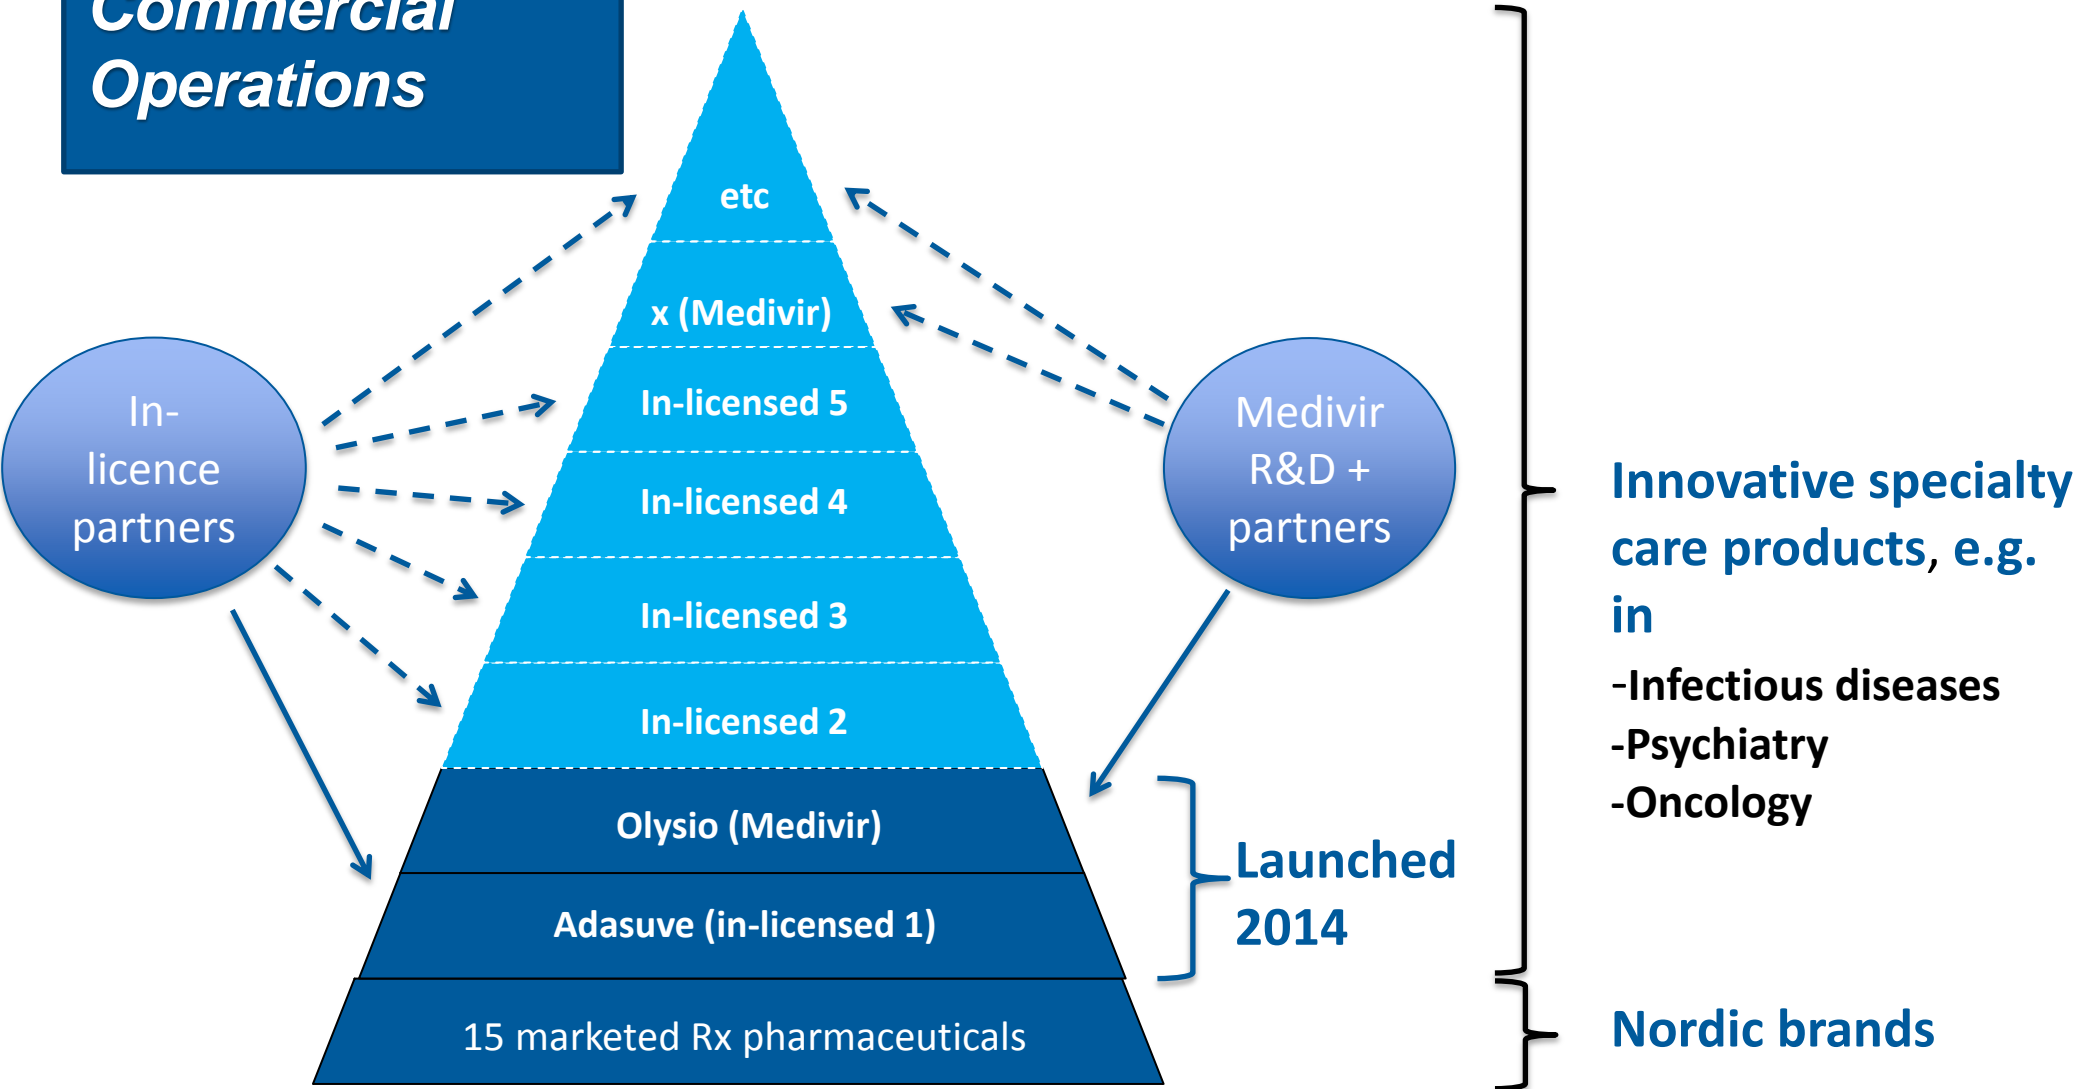 Commercial
Operations
etc
x (Medivir)
In-licensed 5
In-licensed 4
In-licensed 3
In-licensed 2
Olysio (Medivir)
Adasuve (in-licensed 1)
15 marketed Rx pharmaceuticals
In-
licence
partners
Medivir
R&D +
partners
Launched
2014
Innovative specialty
care products, e.g.
in
-Infectious diseases
-Psychiatry
-Oncology
Nordic brands